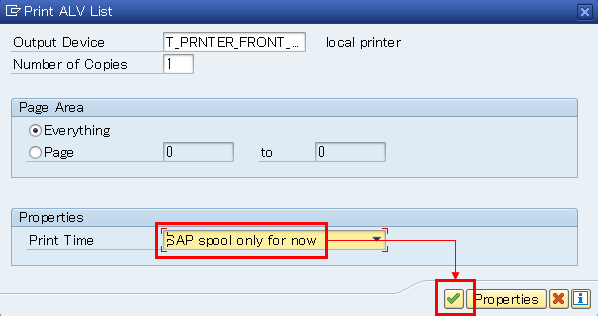 Print ALV List
Output Device T_PRNTER_FRONT_... local printer
Number of Copies 1
Page Area
Everything
Page 0 to 0
Properties
Print Time SAP spool only for now
Properties